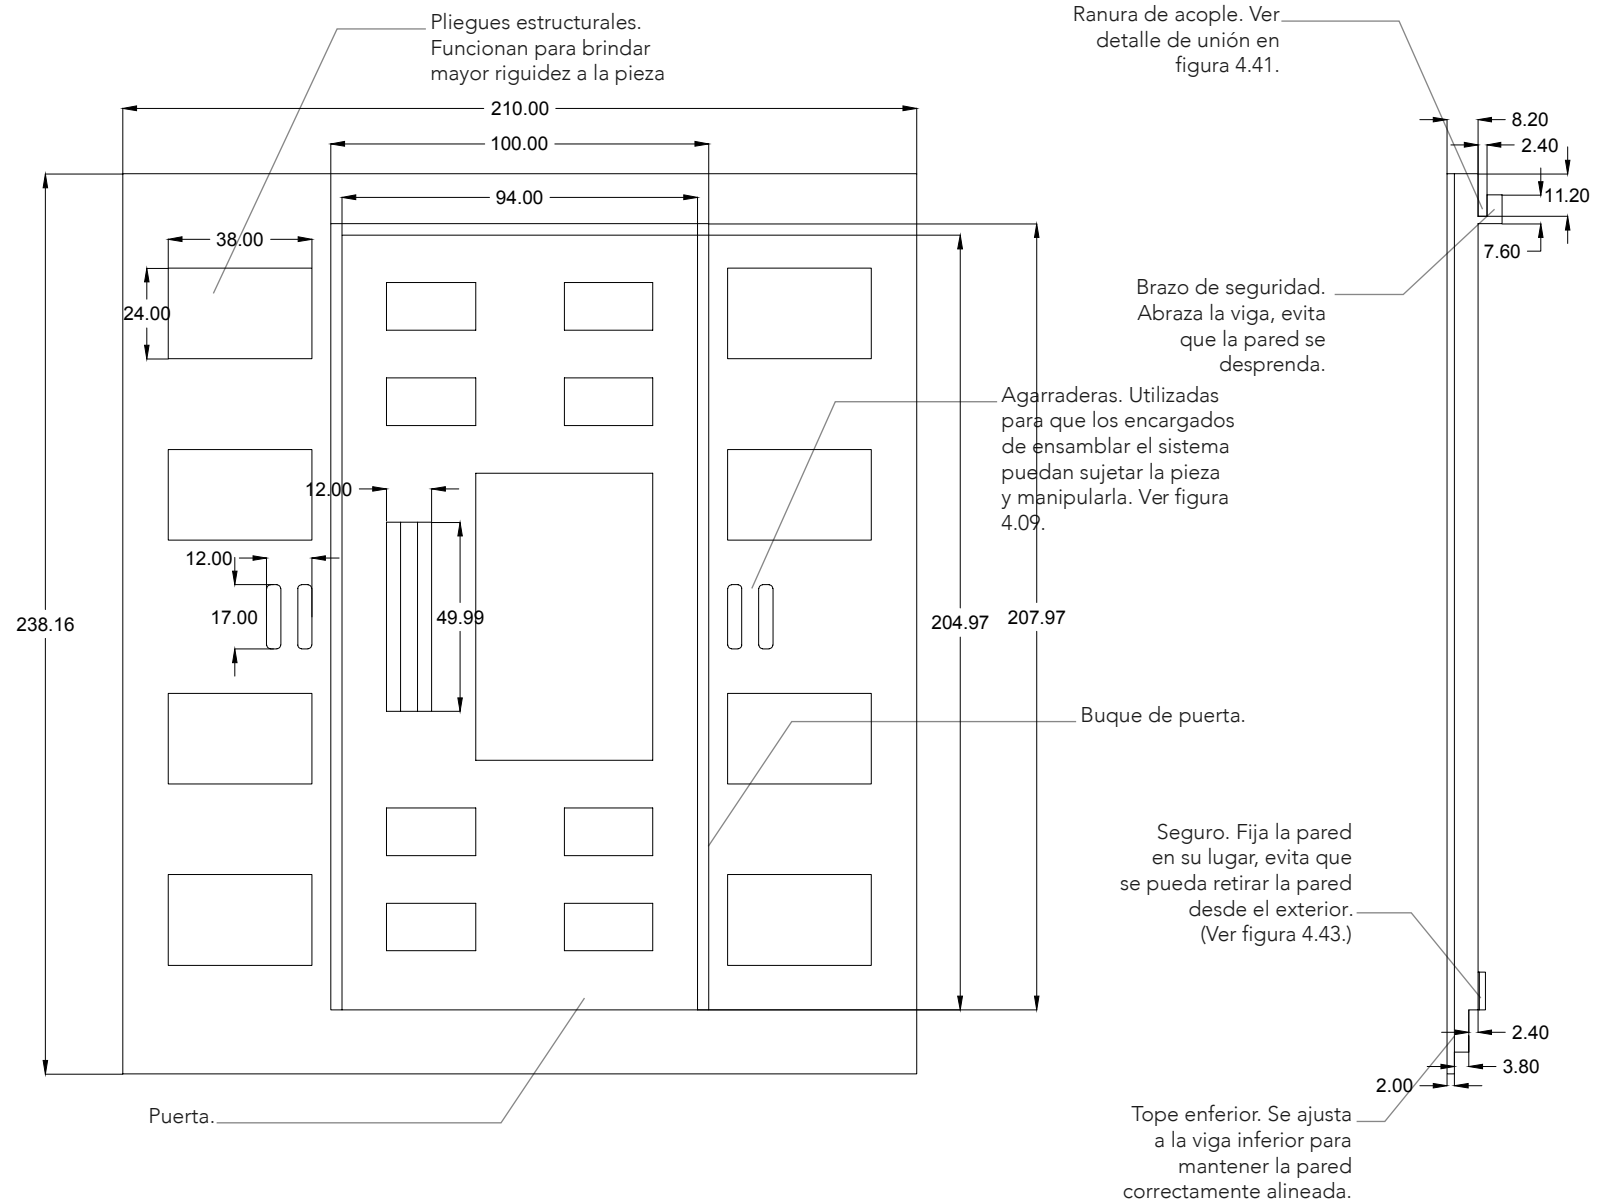 Pliegues estructurales.
Funcionan para brindar
mayor riguidez a la pieza
Ranura de acople. Ver
detalle de unión en
figura 4.41.
210.00
100.00
94.00
38.00
24.00
8.20
2.40
11.20
7.60
Brazo de seguridad.
Abraza la viga, evita
que la pared se
desprenda.
Agarraderas. Utilizadas
para que los encargados
de ensamblar el sistema
puedan sujetar la pieza
y manipularla. Ver figura
4.09.
12.00
12.00
17.00
49.99
238.16
204.97
207.97
Buque de puerta.
Seguro. Fija la pared
en su lugar, evita que
se pueda retirar la pared
desde el exterior.
(Ver figura 4.43.)
2.40
3.80
2.00
Puerta.
Tope enferior. Se ajusta
a la viga inferior para
mantener la pared
correctamente alineada.